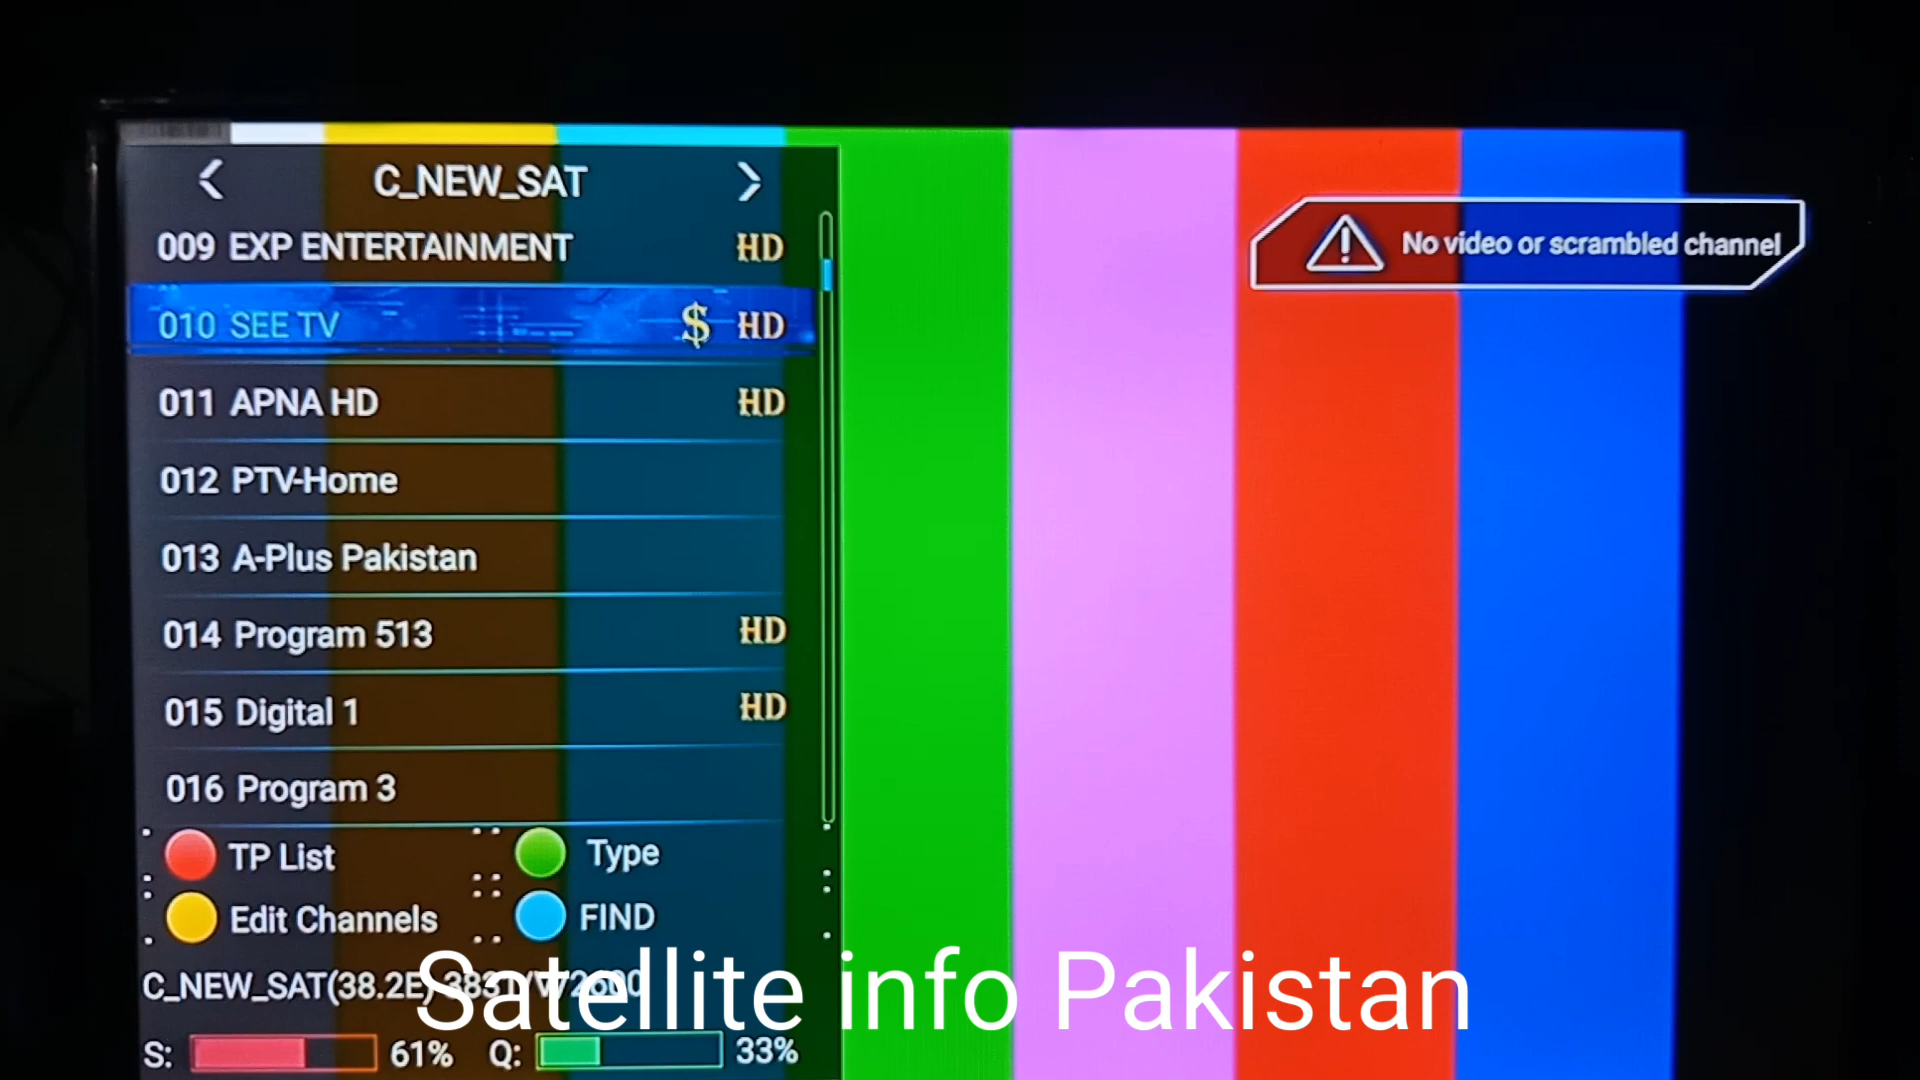 C_NEW_SAT
009 EXP ENTERTAINMENT HD
010 SEE TV $ HD
011 APNA HD HD
012 PTV-Home
013 A-Plus Pakistan
014 Program 513 HD
015 Digital 1 HD
016 Program 3
TP List Type
Edit Channels FIND
C_NEW_SAT(38.2E)
Satellite info Pakistan
S: 61% Q: 33%
No video or scrambled channel